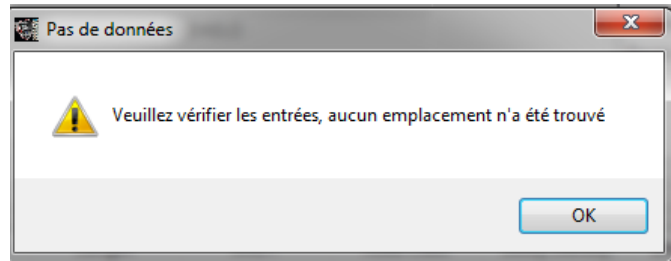 Pas de données
Veuillez vérifier les entrées, aucun emplacement n'a été trouvé
OK